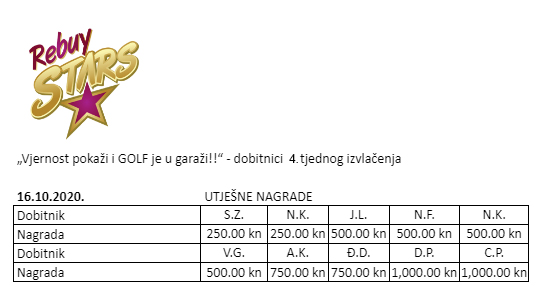 Rebuy
STARS
„Vjernost pokaži i GOLF je u garaži!!“ - dobitnici 4.tjednog izvlačenja
16.10.2020. UTJEŠNE NAGRADE
Dobitnik S.Z. N.K. J.L. N.F. N.K.
Nagrada 250.00 kn 250.00 kn 500.00 kn 500.00 kn 500.00 kn
Dobitnik V.G. A.K. Đ.D. D.P. C.P.
Nagrada 500.00 kn 750.00 kn 750.00 kn 1,000.00 kn 1,000.00 kn